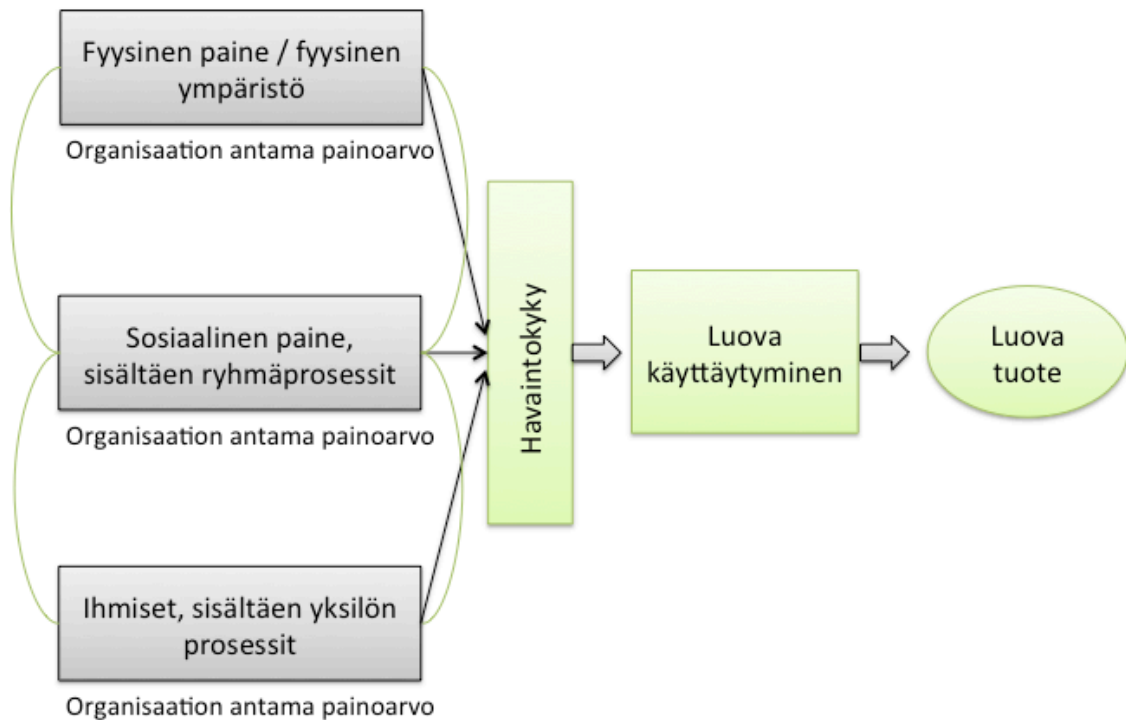 Fyysinen paine / fyysinen
ympäristö
Organisaation antama painoarvo
Sosiaalinen paine,
sisältäen ryhmäprosessit
Organisaation antama painoarvo
Ihmiset, sisältäen yksilön
prosessit
Organisaation antama painoarvo
Havaintokyky
Luova
käyttäytyminen
Luova
tuote